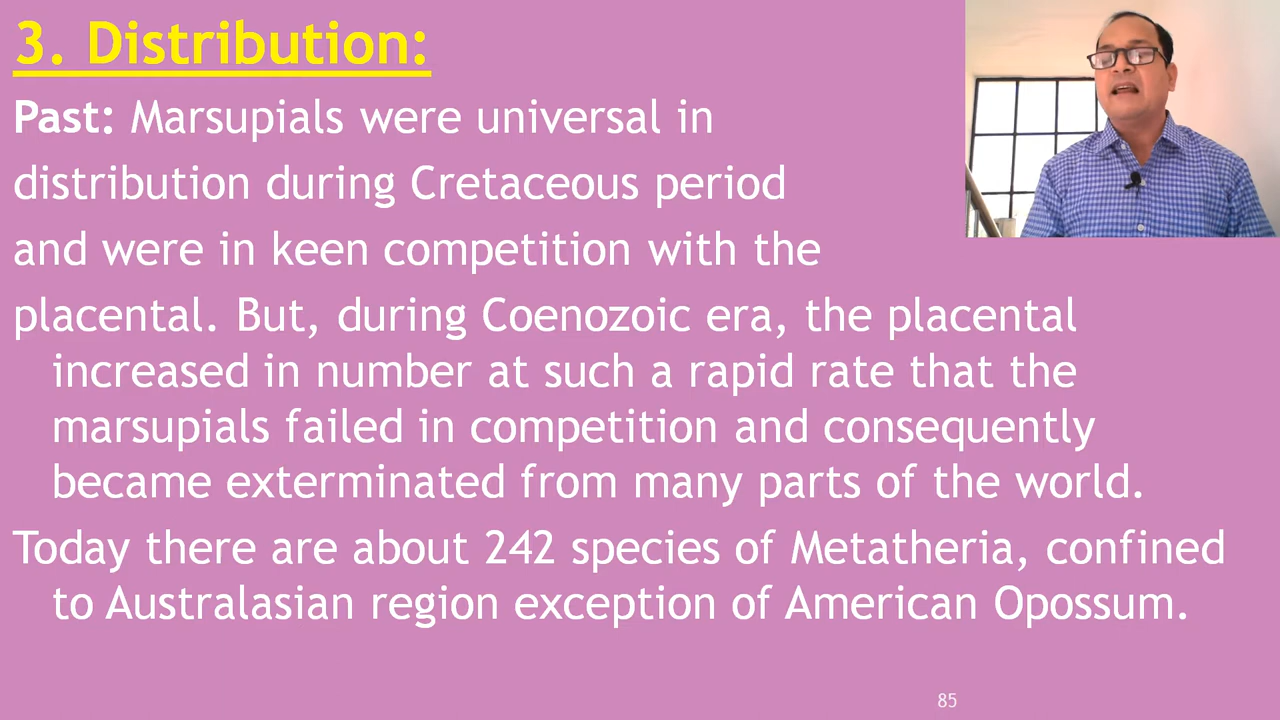 3. Distribution:
Past: Marsupials were universal in
distribution during Cretaceous period
and were in keen competition with the
placental. But, during Coenozoic era, the placental
increased in number at such a rapid rate that the
marsupials failed in competition and consequently
became exterminated from many parts of the world.
Today there are about 242 species of Metatheria, confined
to Australasian region exception of American Opossum.
85